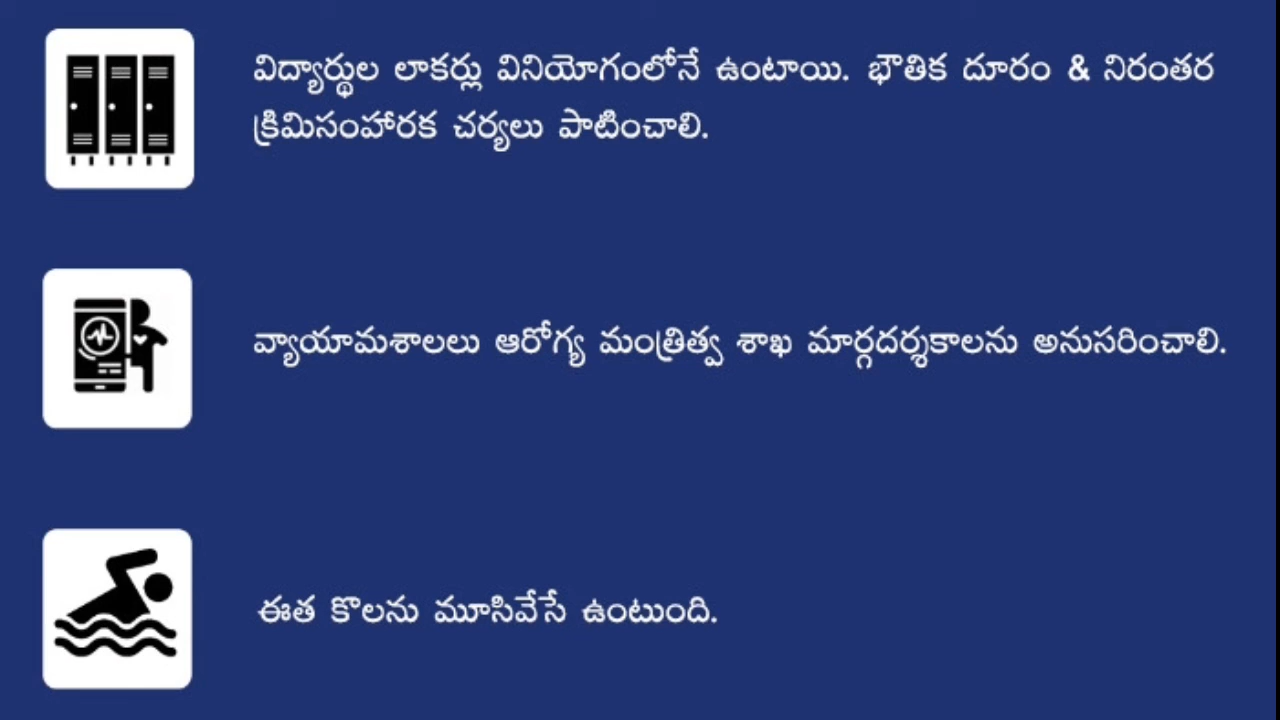 విద్యార్థుల లాకర్లు వినియోగంలోనే ఉంటాయి. భౌతిక దూరం & నిరంతర
క్రిమిసంహారక చర్యలు పాటించాలి.
వ్యాయామశాలలు ఆరోగ్య మంత్రిత్వ శాఖ మార్గదర్శకాలను అనుసరించాలి.
ఈత కొలను మూసివేసే ఉంటుంది.